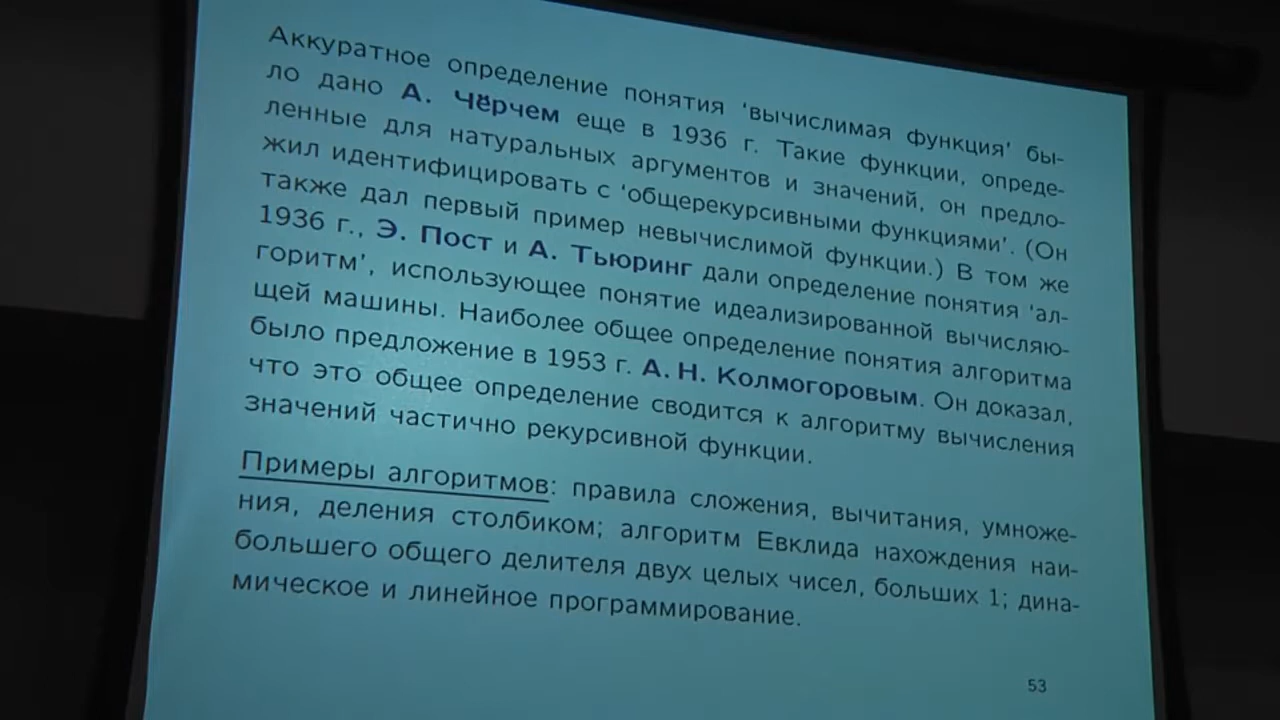 Аккуратное определение понятия ‘вычислимая функция’ бы-
ло дано А. Чёрчем еще в 1936 г. Такие функции, опреде-
ленные для натуральных аргументов и значений, он предло-
жил идентифицировать с ‘общерекурсивными функциями’. (Он
также дал первый пример невычислимой функции.) В том же
1936 г., Э. Пост и А. Тьюринг дали определение понятия ‘ал-
горитм’, использующее понятие идеализированной вычисляю-
щей машины. Наиболее общее определение понятия алгоритма
было предложение в 1953 г. А. Н. Колмогоровым. Он доказал,
что это общее определение сводится к алгоритму вычисления
значений частично рекурсивной функции.
Примеры алгоритмов: правила сложения, вычитания, умноже-
ния, деления столбиком; алгоритм Евклида нахождения наи-
большего общего делителя двух целых чисел, больших 1; дина-
мическое и линейное программирование.
53